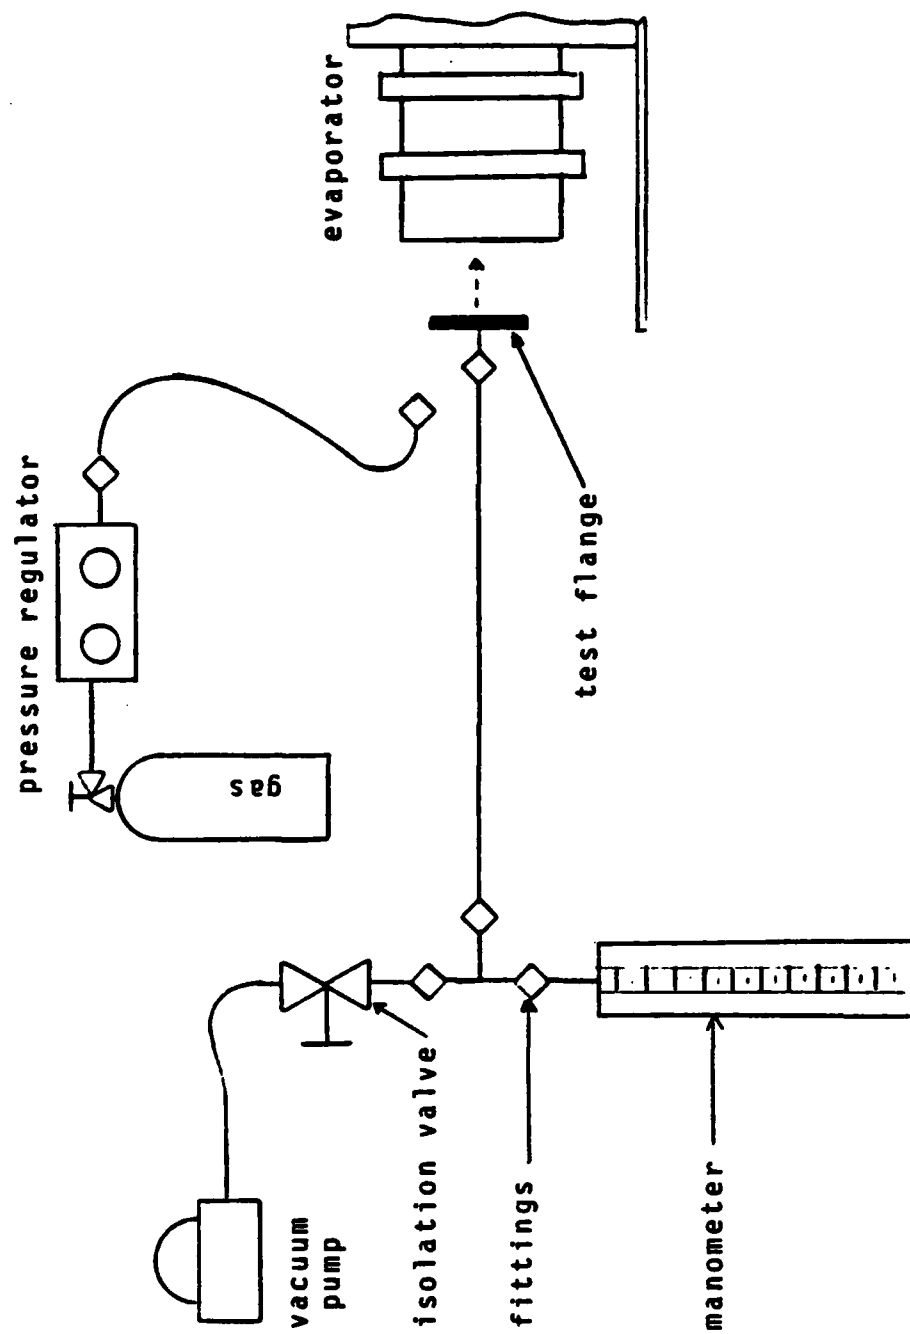 pressure regulator
evaporator
gas
test flange
vacuum
pump
isolation valve
fittings
manometer